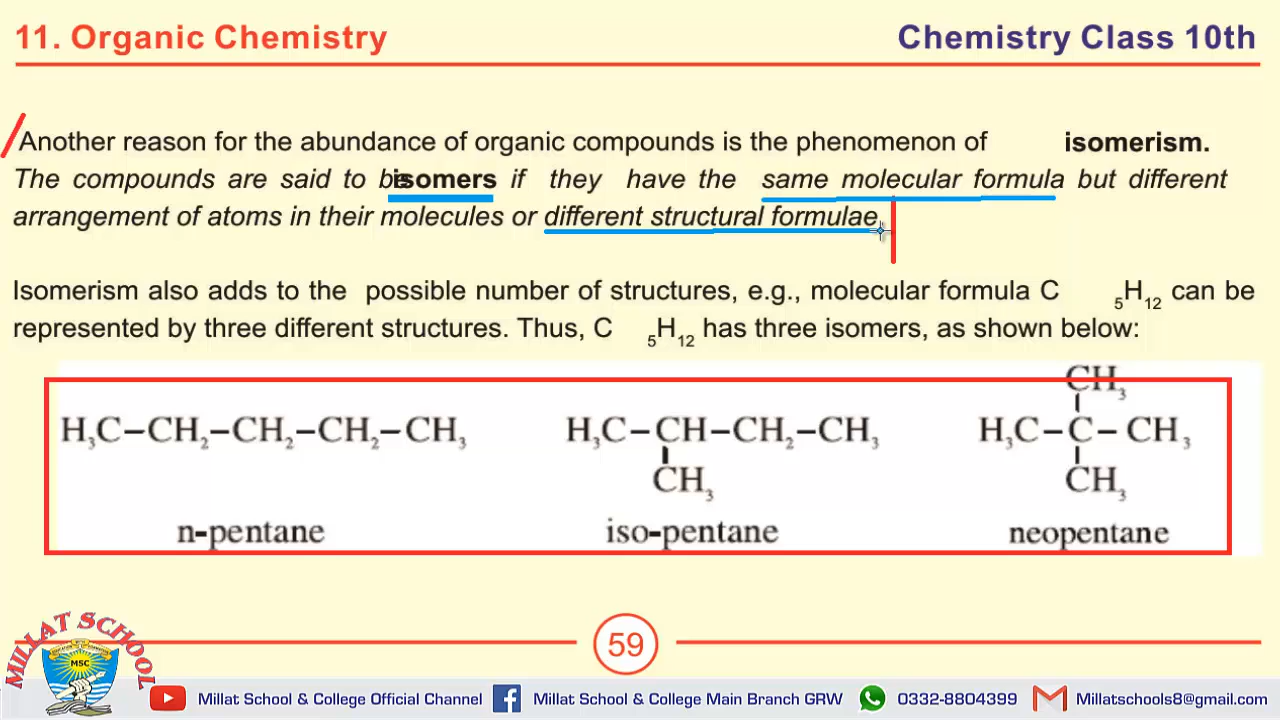 11. Organic Chemistry
Chemistry Class 10th
Another reason for the abundance of organic compounds is the phenomenon of isomerism.
The compounds are said to be isomers if they have the same molecular formula but different
arrangement of atoms in their molecules or different structural formulae.
Isomerism also adds to the possible number of structures, e.g., molecular formula C ₅H₁₂ can be
represented by three different structures. Thus, C ₅H₁₂ has three isomers, as shown below:
CH₃
H₃C–CH₂–CH₂–CH₂–CH₃
H₃C–CH–CH₂–CH₃
H₃C–C–CH₃
CH₃
CH₃
n-pentane
iso-pentane
neopentane
59
MILLAT SCHOOL
MSC
Millat School & College Official Channel
Millat School & College Main Branch GRW
0332-8804399
Millatschools8@gmail.com